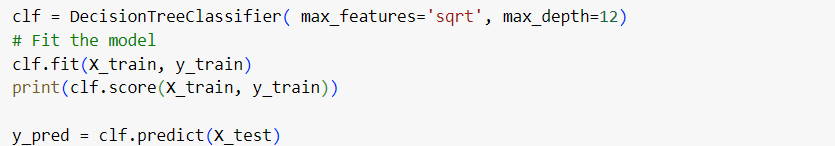 clf = DecisionTreeClassifier( max_features='sqrt', max_depth=12)
# Fit the model
clf.fit(X_train, y_train)
print(clf.score(X_train, y_train))
y_pred = clf.predict(X_test)